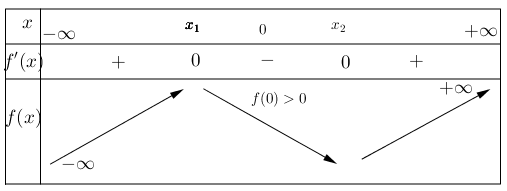 x −∞ x₁ 0 x₂ +∞
f′(x) + 0 − 0 +
f(0) > 0 +∞
f(x)
−∞